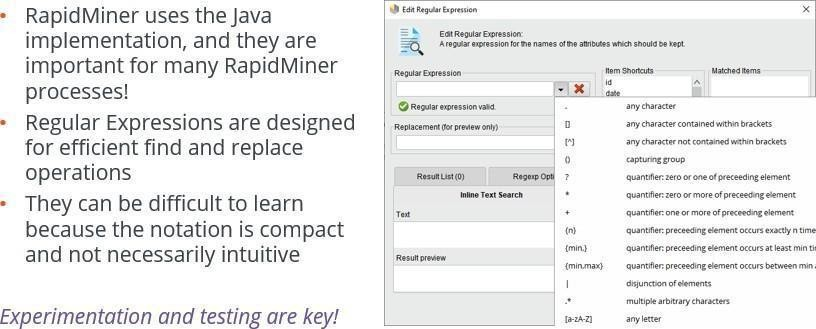 • RapidMiner uses the Java
implementation, and they are
important for many RapidMiner
processes!
• Regular Expressions are designed
for efficient find and replace
operations
• They can be difficult to learn
because the notation is compact
and not necessarily intuitive
Experimentation and testing are key!
Edit Regular Expression
Edit Regular Expression:
A regular expression for the names of the attributes which should be kept.
Regular Expression
Item Shortcuts
Matched Items
id
date
Regular expression valid.
Replacement (for preview only)
Result List (0)
Regexp Opti
Inline Text Search
Text
Result preview
. any character
[] any character contained within brackets
[^] any character not contained within brackets
() capturing group
? quantifier: zero or one of preceeding element
* quantifier: zero or more of preceeding element
+ quantifier: one or more of preceeding element
{n} quantifier: preceeding element occurs exactly n time
{min,} quantifier: preceeding element occurs at least min ti
{min,max} quantifier: preceeding element occurs between min
| disjunction of elements
.* multiple arbitrary characters
[a-zA-Z] any letter